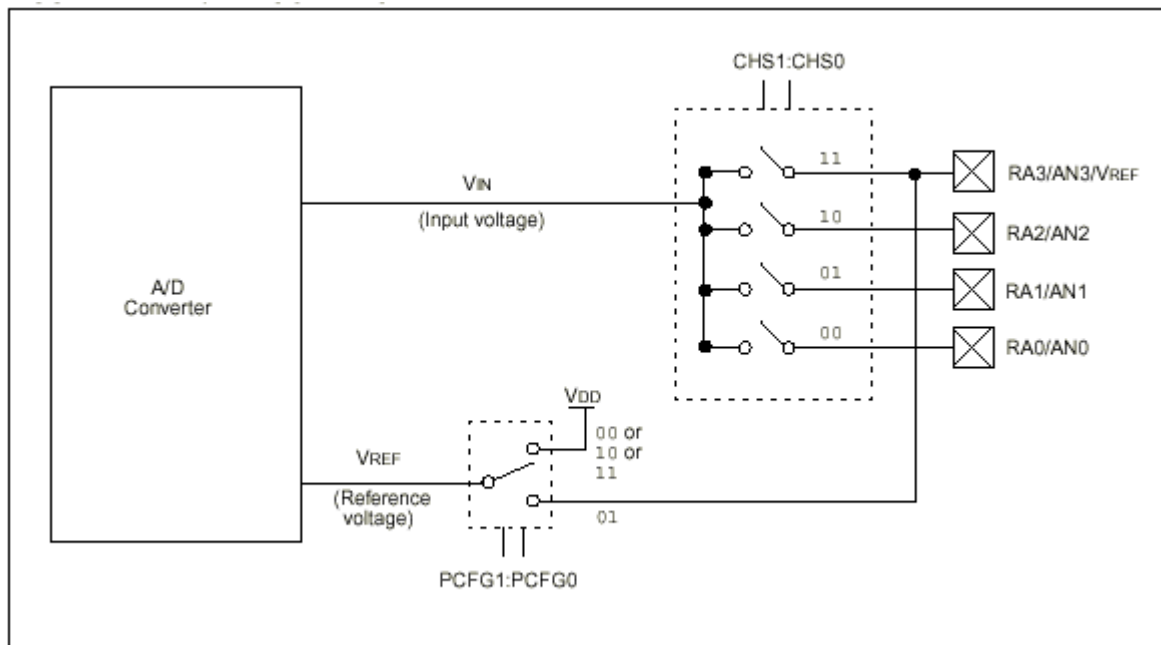 CHS1:CHS0
11
RA3/AN3/VREF
VIN
(Input voltage)
10
RA2/AN2
A/D
Converter
01
RA1/AN1
00
RA0/AN0
VDD
00 or
10 or
11
VREF
(Reference
voltage)
01
PCFG1:PCFG0